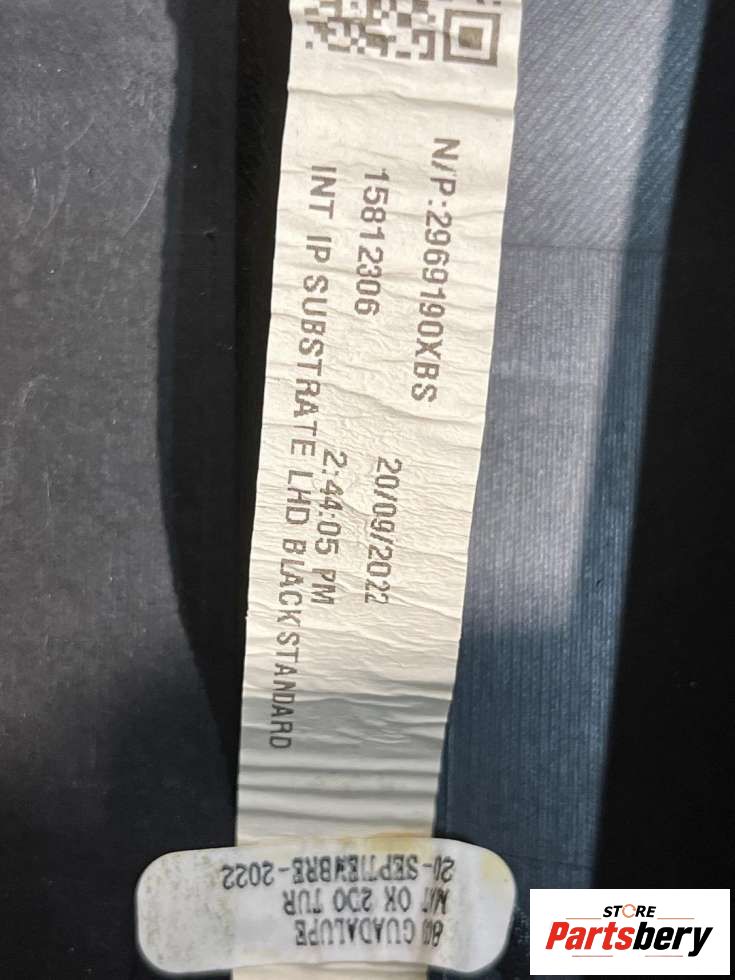 N/P:2969190XBS
15812306 20/09/2022
2:44:05 PM
INT IP SUBSTRATE LHD BLACK STANDARD
GUADALUPE
OK 2DO TUR
20-SEPTIEMBRE-2022
STORE
Partsbery